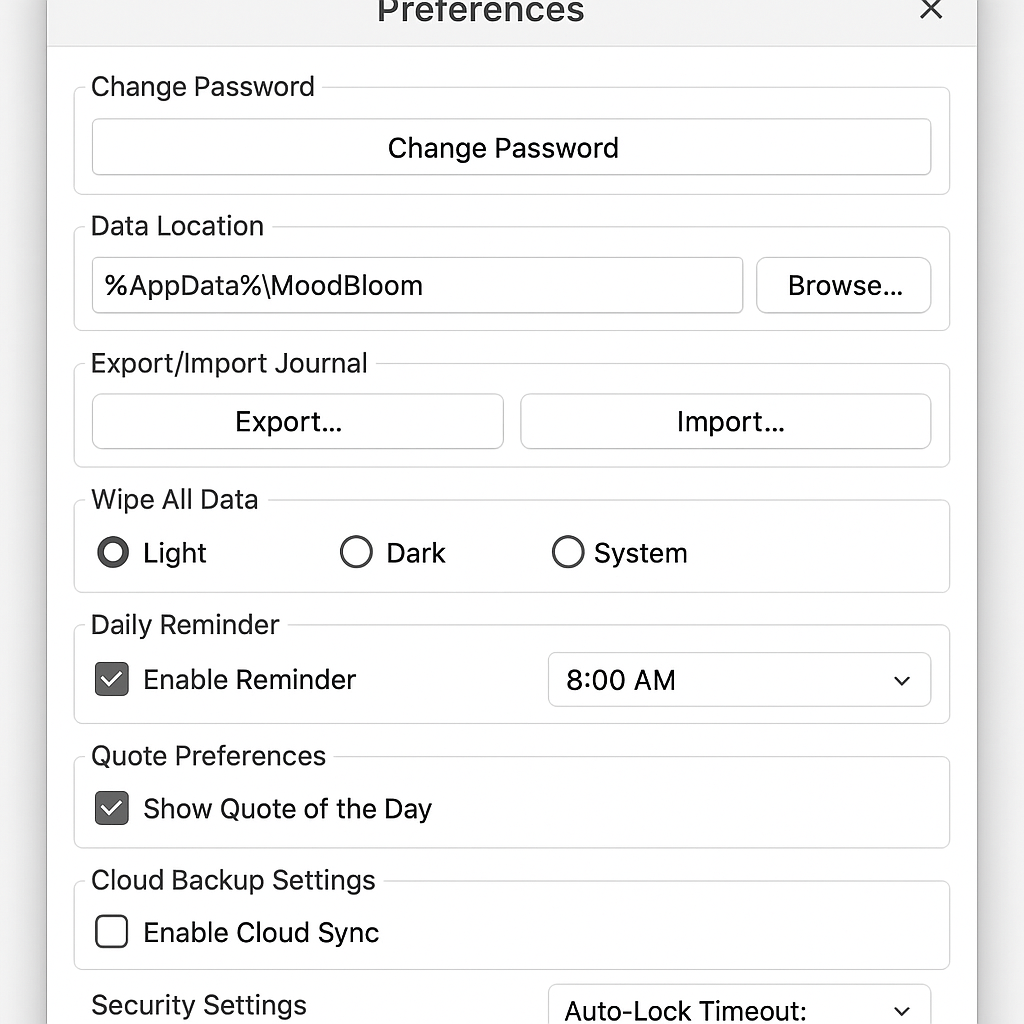 Preferences
Change Password
Change Password
Data Location
%AppData%\MoodBloom
Browse...
Export/Import Journal
Export...
Import...
Wipe All Data
Light
Dark
System
Daily Reminder
Enable Reminder
8:00 AM
Quote Preferences
Show Quote of the Day
Cloud Backup Settings
Enable Cloud Sync
Security Settings
Auto-Lock Timeout: